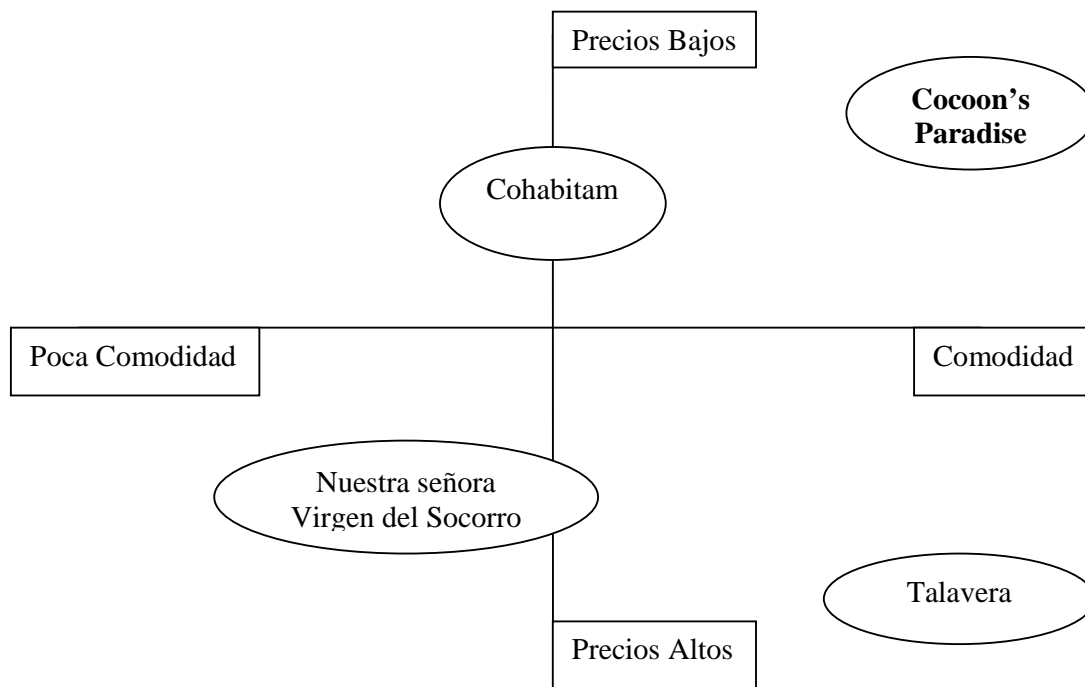 Precios Bajos
Cocoon’s
Paradise
Cohabitam
Poca Comodidad
Comodidad
Nuestra señora
Virgen del Socorro
Talavera
Precios Altos